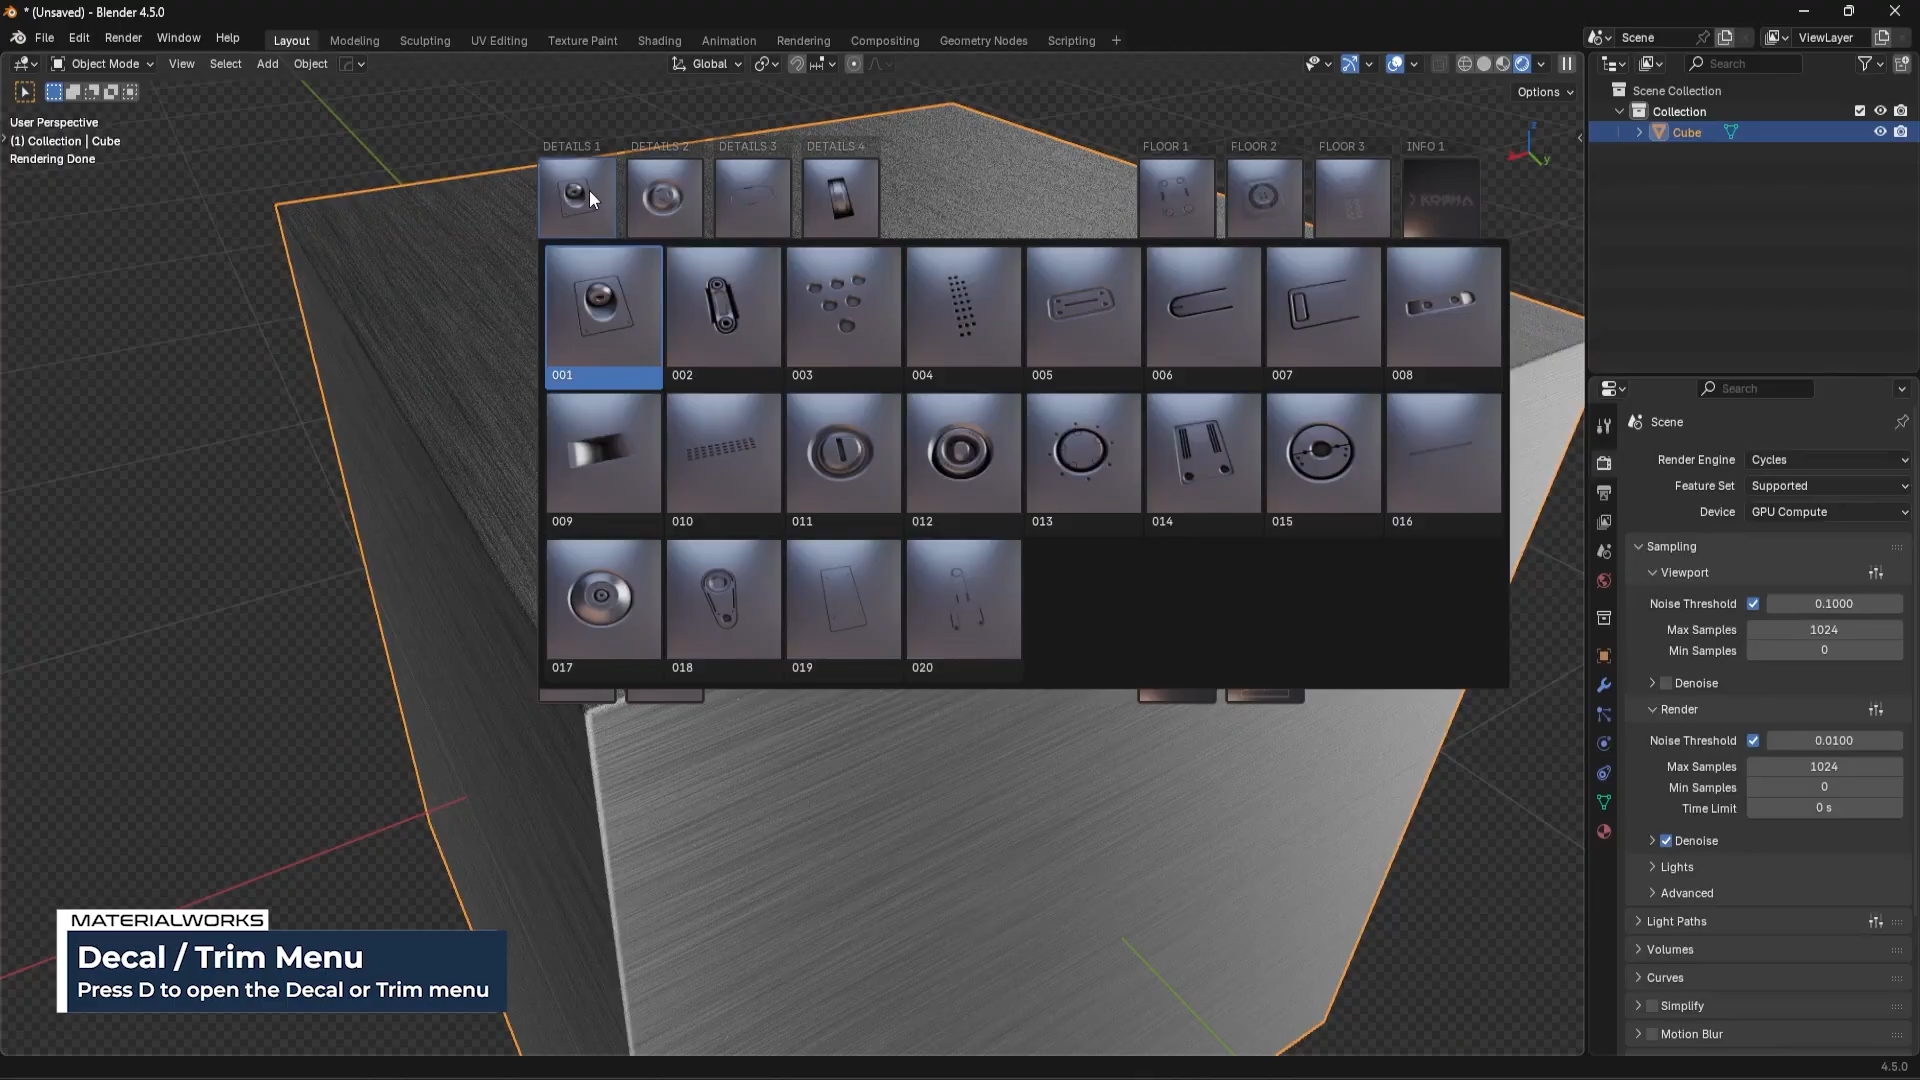 * (Unsaved) - Blender 4.5.0
File Edit Render Window Help
Layout Modeling Sculpting UV Editing Texture Paint Shading Animation Rendering Compositing Geometry Nodes Scripting +
Scene ViewLayer
Object Mode View Select Add Object Global
Search
Options
User Perspective
(1) Collection | Cube
Rendering Done
Scene Collection
Collection
Cube
DETAILS 1 DETAILS 2 DETAILS 3 DETAILS 4 FLOOR 1 FLOOR 2 FLOOR 3 INFO 1
001 002 003 004 005 006 007 008
009 010 011 012 013 014 015 016
017 018 019 020
Search
Scene
Render Engine Cycles
Feature Set Supported
Device GPU Compute
Sampling
Viewport
Noise Threshold 0.1000
Max Samples 1024
Min Samples 0
Denoise
Render
Noise Threshold 0.0100
Max Samples 1024
Min Samples 0
Time Limit 0 s
Denoise
Lights
Advanced
Light Paths
Volumes
Curves
Simplify
Motion Blur
MATERIALWORKS
Decal / Trim Menu
Press D to open the Decal or Trim menu
4.5.0